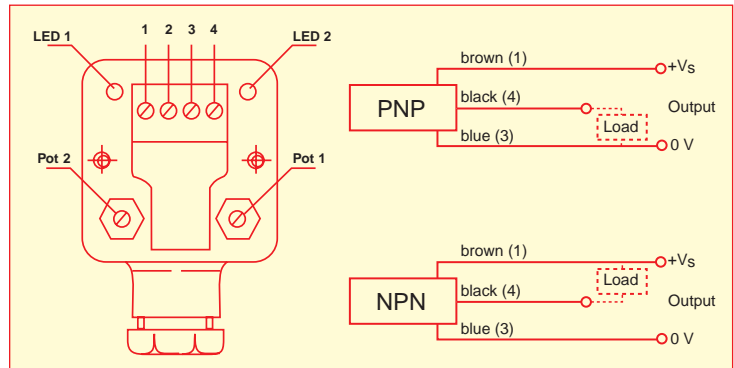 LED 1
1 2 3 4
LED 2
Pot 2
Pot 1
brown (1)
+Vs
PNP
black (4)
Output
Load
blue (3)
0 V
brown (1)
+Vs
Load
NPN
black (4)
Output
blue (3)
0 V